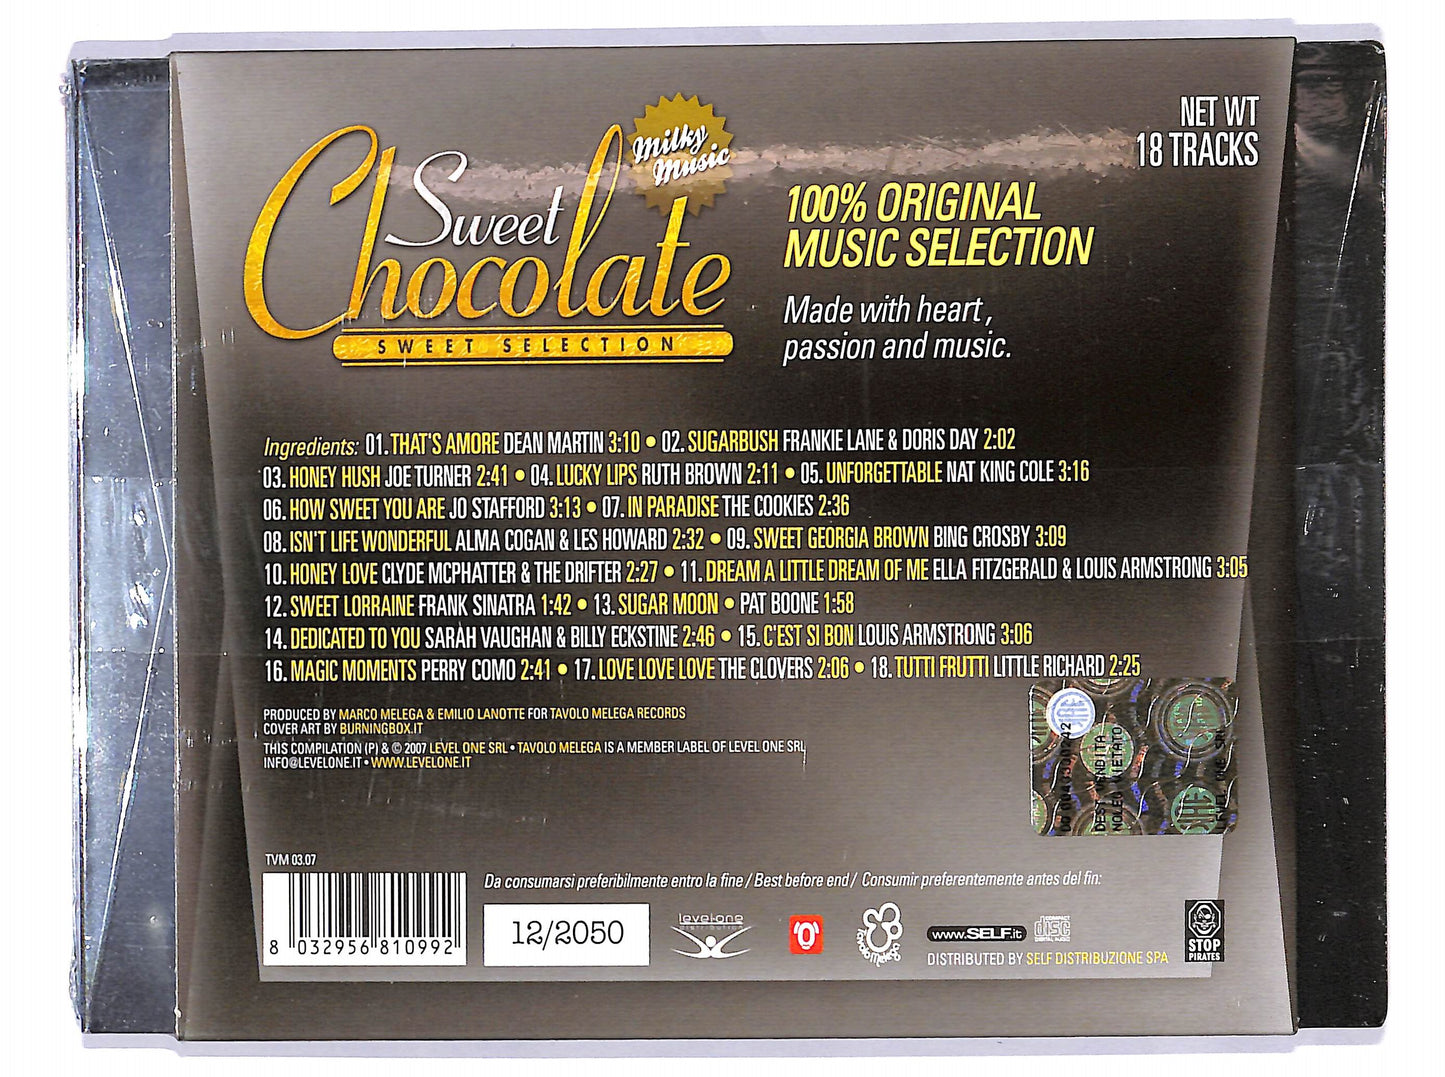 Milky
Music
Sweet
Chocolate
SWEET SELECTION
NET WT
18 TRACKS
100% ORIGINAL
MUSIC SELECTION
Made with heart,
passion and music.
Ingredients: 01. THAT'S AMORE DEAN MARTIN 3:10 • 02. SUGARBUSH FRANKIE LANE & DORIS DAY 2:02
03. HONEY HUSH JOE TURNER 2:41 • 04. LUCKY LIPS RUTH BROWN 2:11 • 05. UNFORGETTABLE NAT KING COLE 3:16
06. HOW SWEET YOU ARE JO STAFFORD 3:13 • 07. IN PARADISE THE COOKIES 2:36
08. ISN'T LIFE WONDERFUL ALMA COGAN & LES HOWARD 2:32 • 09. SWEET GEORGIA BROWN BING CROSBY 3:09
10. HONEY LOVE CLYDE MCPHATTER & THE DRIFTER 2:27 • 11. DREAM A LITTLE DREAM OF ME ELLA FITZGERALD & LOUIS ARMSTRONG 3:05
12. SWEET LORRAINE FRANK SINATRA 1:42 • 13. SUGAR MOON • PAT BOONE 1:58
14. DEDICATED TO YOU SARAH VAUGHAN & BILLY ECKSTINE 2:46 • 15. C'EST SI BON LOUIS ARMSTRONG 3:06
16. MAGIC MOMENTS PERRY COMO 2:41 • 17. LOVE LOVE LOVE THE CLOVERS 2:06 • 18. TUTTI FRUTTI LITTLE RICHARD 2:25
PRODUCED BY MARCO MELEGA & EMILIO LANOTTE FOR TAVOLO MELEGA RECORDS
COVER ART BY BURNINGBOX.IT
THIS COMPILATION (P) & © 2007 LEVEL ONE SRL • TAVOLO MELEGA IS A MEMBER LABEL OF LEVEL ONE SRL
INFO@LEVELONE.IT • WWW.LEVELONE.IT
NOLEG VIETATO
TVM 03.07
8 032956 810992
Da consumarsi preferibilmente entro la fine / Best before end / Consumir preferentemente antes del fin:
12/2050
level-one
distribution
tavolo melega
www.SELF.it
COMPACT
disc
DIGITAL AUDIO
DISTRIBUTED BY SELF DISTRIBUZIONE SPA
STOP
PIRATES